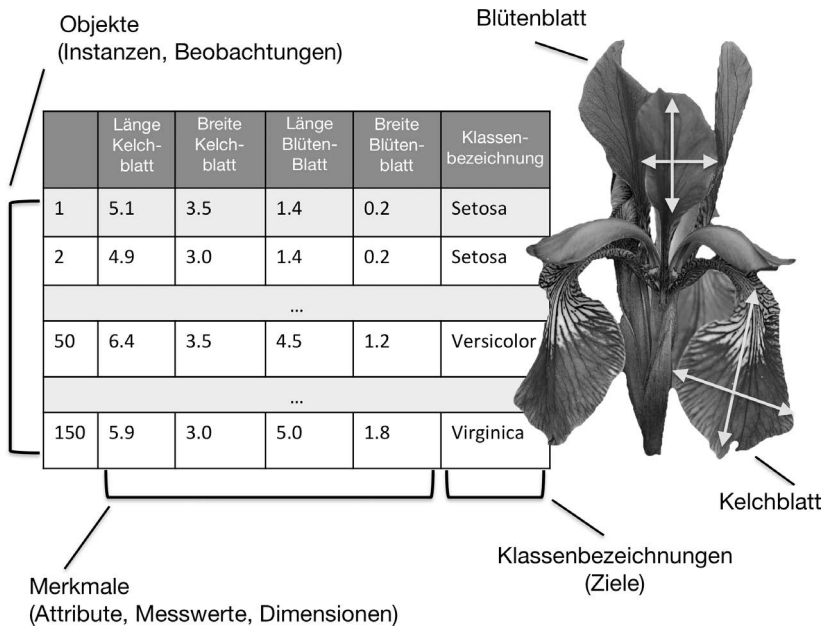 Objekte
(Instanzen, Beobachtungen)
Blütenblatt
Länge Kelch-blatt Breite Kelch-blatt Länge Blüten-Blatt Breite Blüten-blatt Klassen-bezeichnung
1 5.1 3.5 1.4 0.2 Setosa
2 4.9 3.0 1.4 0.2 Setosa
...
50 6.4 3.5 4.5 1.2 Versicolor
...
150 5.9 3.0 5.0 1.8 Virginica
Kelchblatt
Klassenbezeichnungen
(Ziele)
Merkmale
(Attribute, Messwerte, Dimensionen)